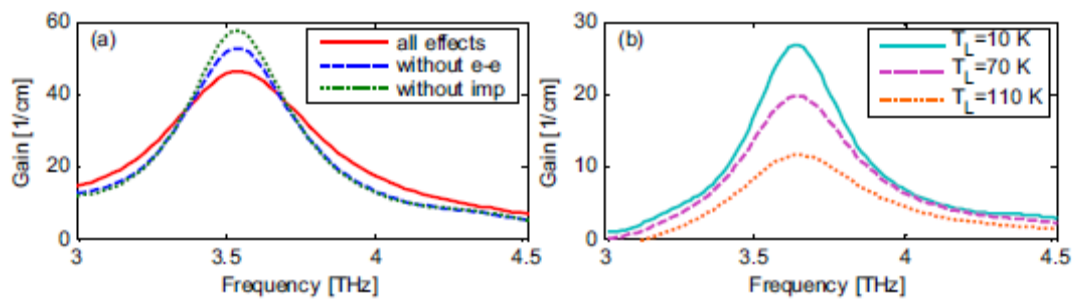 (a)
all effects
without e-e
without imp
Gain [1/cm]
60
40
20
0
3
3.5
4
4.5
Frequency [THz]
(b)
T_L=10 K
T_L=70 K
T_L=110 K
Gain [1/cm]
30
20
10
0
3
3.5
4
4.5
Frequency [THz]